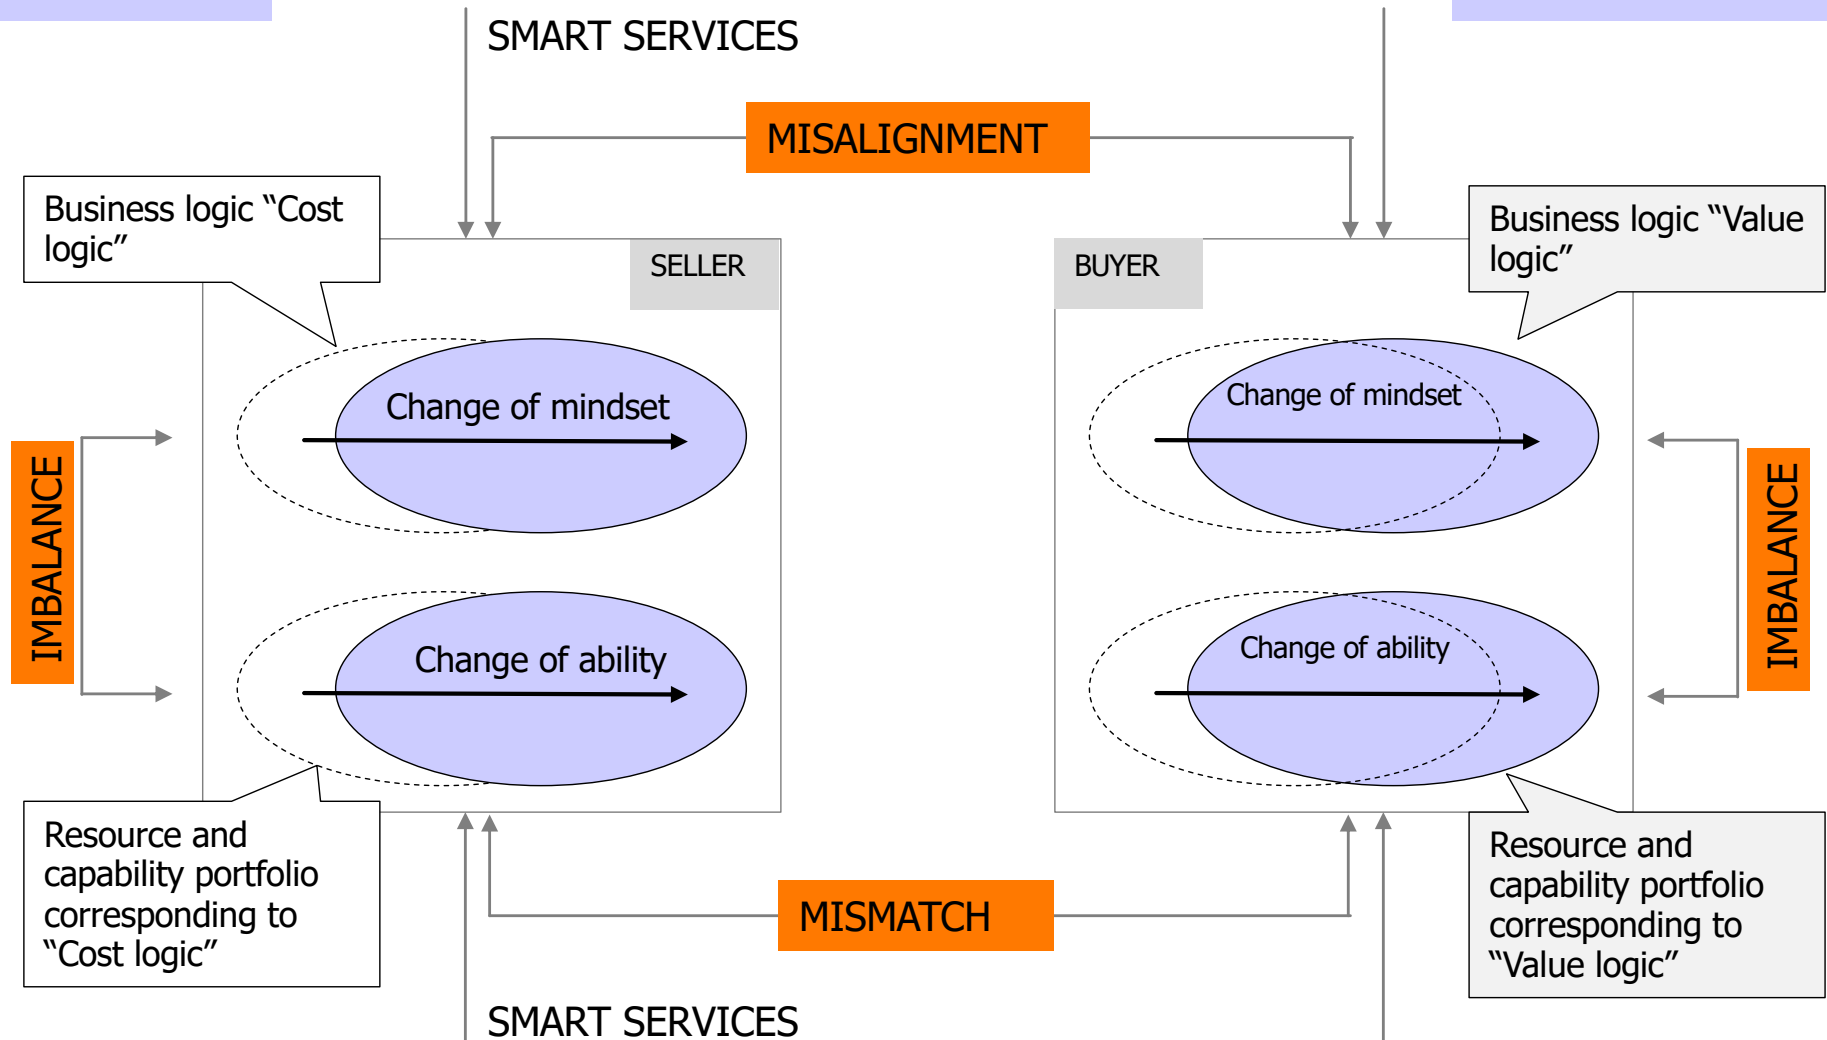 SMART SERVICES
MISALIGNMENT
Business logic “Cost
logic”
Business logic “Value
logic”
SELLER
BUYER
Change of mindset
Change of mindset
IMBALANCE
IMBALANCE
Change of ability
Change of ability
Resource and
capability portfolio
corresponding to
“Cost logic”
Resource and
capability portfolio
corresponding to
“Value logic”
MISMATCH
SMART SERVICES